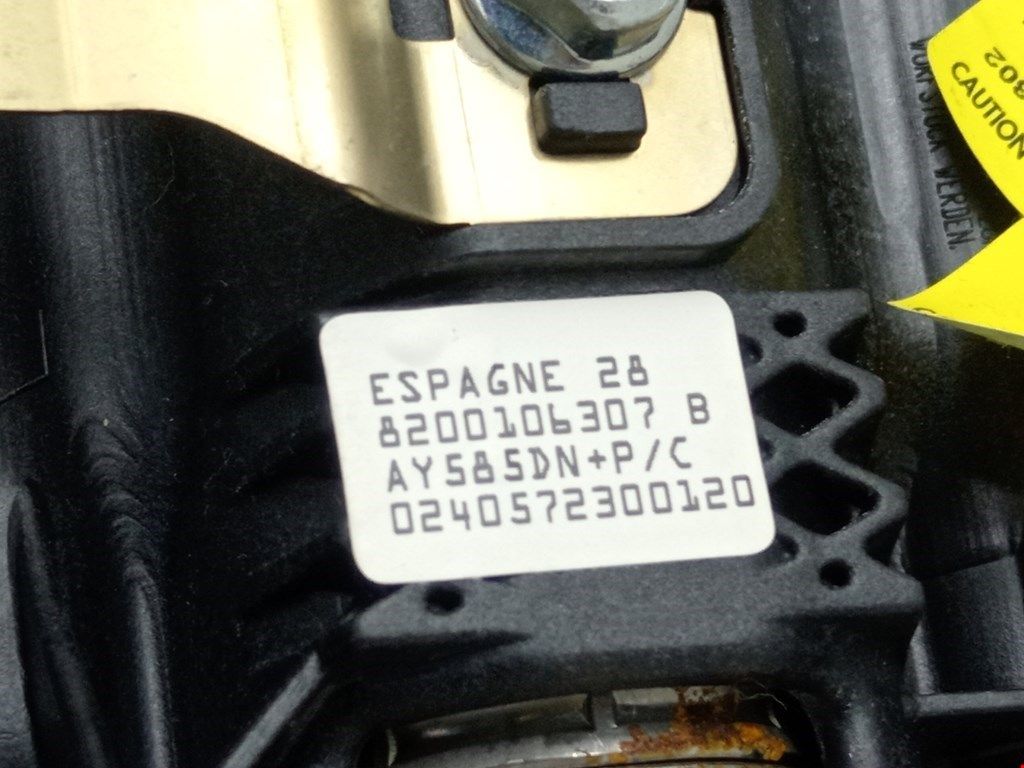 ESPAGNE 28
8200106307 B
AY585DN+P/C
0240572300120
CAUTION
WERDEN.